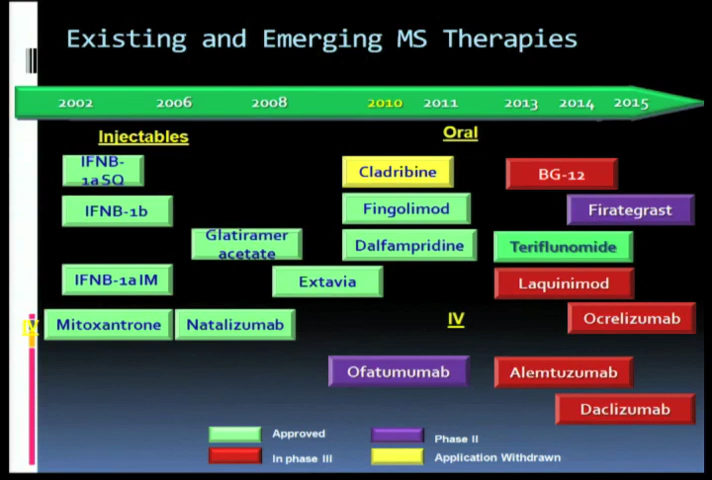 Existing and Emerging MS Therapies
2002 2006 2008 2010 2011 2013 2014 2015
Injectables
Oral
IFNB-
1a SQ
Cladribine
BG-12
IFNB-1b
Fingolimod
Firategrast
Glatiramer
acetate
Dalfampridine
Teriflunomide
IFNB-1a IM
Extavia
Laquinimod
IV
Mitoxantrone
Natalizumab
IV
Ocrelizumab
Ofatumumab
Alemtuzumab
Daclizumab
Approved
Phase II
In phase III
Application Withdrawn